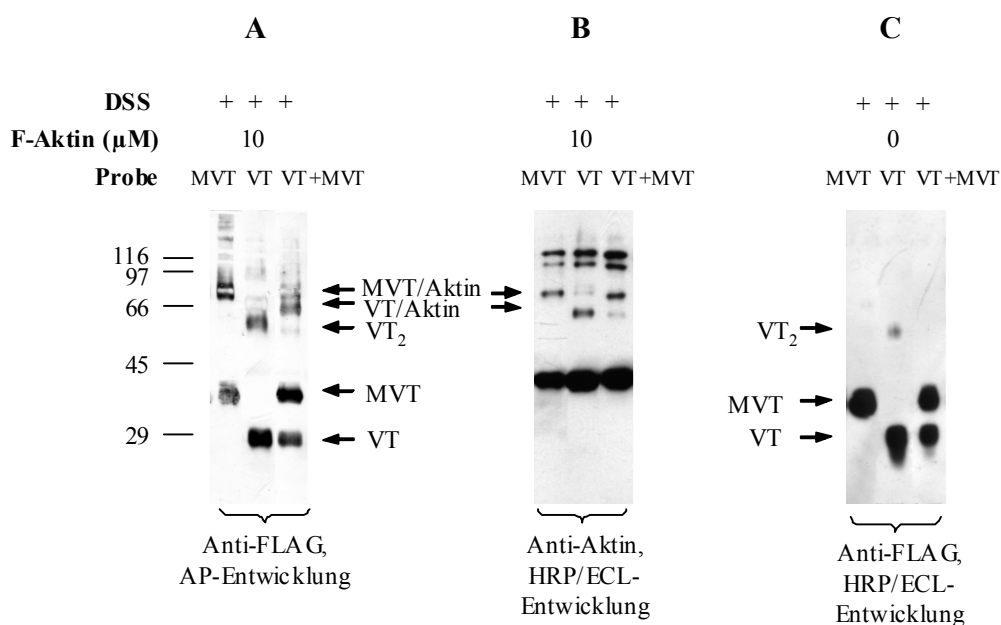 A B C
DSS + + + + + + + + +
F-Aktin (µM) 10 10 0
Probe MVT VT VT+MVT MVT VT VT+MVT MVT VT VT+MVT
116
97
66
45
29
MVT/Aktin
VT/Aktin
VT₂
MVT
VT
VT₂
MVT
VT
Anti-FLAG,
AP-Entwicklung
Anti-Aktin,
HRP/ECL-
Entwicklung
Anti-FLAG,
HRP/ECL-
Entwicklung